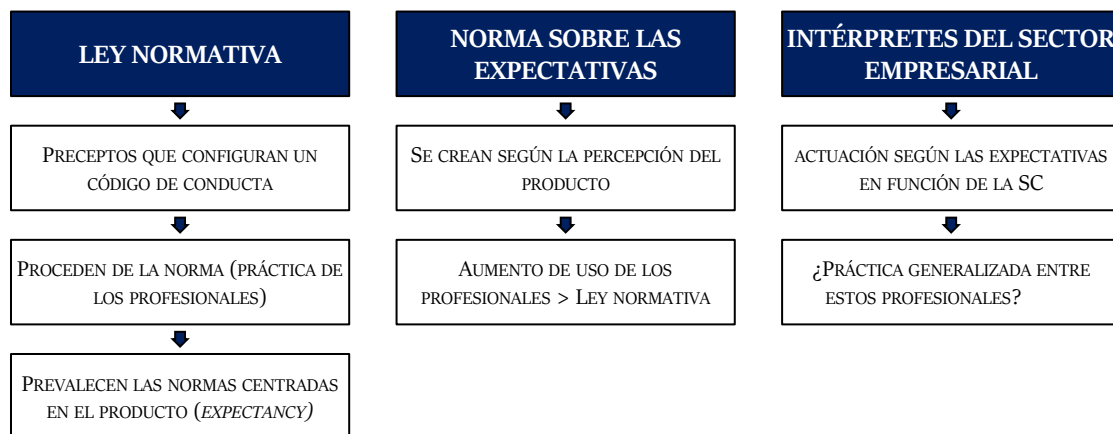 LEY NORMATIVA
PRECEPTOS QUE CONFIGURAN UN
CÓDIGO DE CONDUCTA
PROCEDEN DE LA NORMA (PRÁCTICA DE
LOS PROFESIONALES)
PREVALECEN LAS NORMAS CENTRADAS
EN EL PRODUCTO (EXPECTANCY)
NORMA SOBRE LAS
EXPECTATIVAS
SE CREAN SEGÚN LA PERCEPCIÓN DEL
PRODUCTO
AUMENTO DE USO DE LOS
PROFESIONALES > LEY NORMATIVA
INTÉRPRETES DEL SECTOR
EMPRESARIAL
ACTUACIÓN SEGÚN LAS EXPECTATIVAS
EN FUNCIÓN DE LA SC
¿PRÁCTICA GENERALIZADA ENTRE
ESTOS PROFESIONALES?